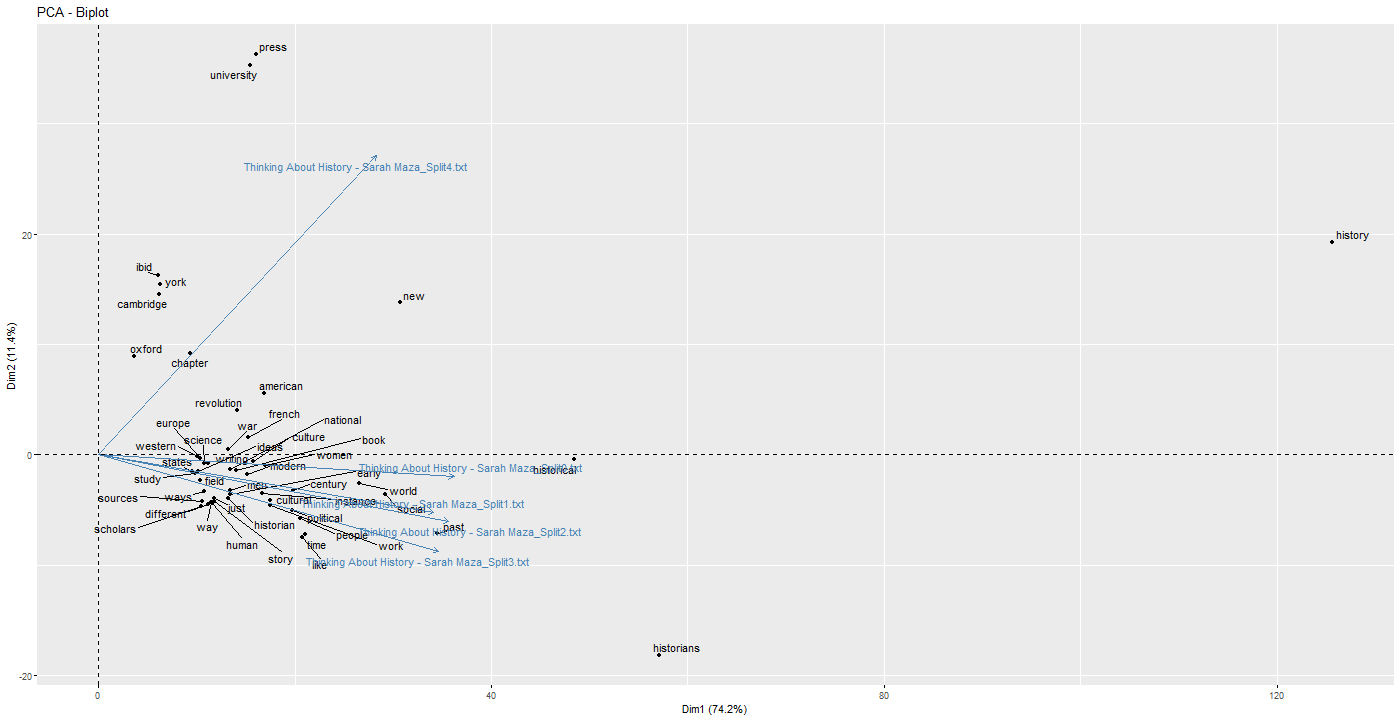 PCA - Biplot
press
university
Thinking About History - Sarah Maza_Split4.txt
history
20
ibid
york
new
cambridge
oxford
chapter
Dim2 (11.4%)
american
revolution
french
national
europe
war
culture
science
book
western
ideas
women
states
writing
modern
0
historical
early
study
field
men
century
world
sources
ways
cultural
instance
Thinking About History - Sarah Maza_Split1.txt
social
different
just
political
scholars
way
historian
past
people
Thinking About History - Sarah Maza_Split2.txt
human
time
work
story
like
Thinking About History - Sarah Maza_Split3.txt
historians
-20
0
40
80
120
Dim1 (74.2%)